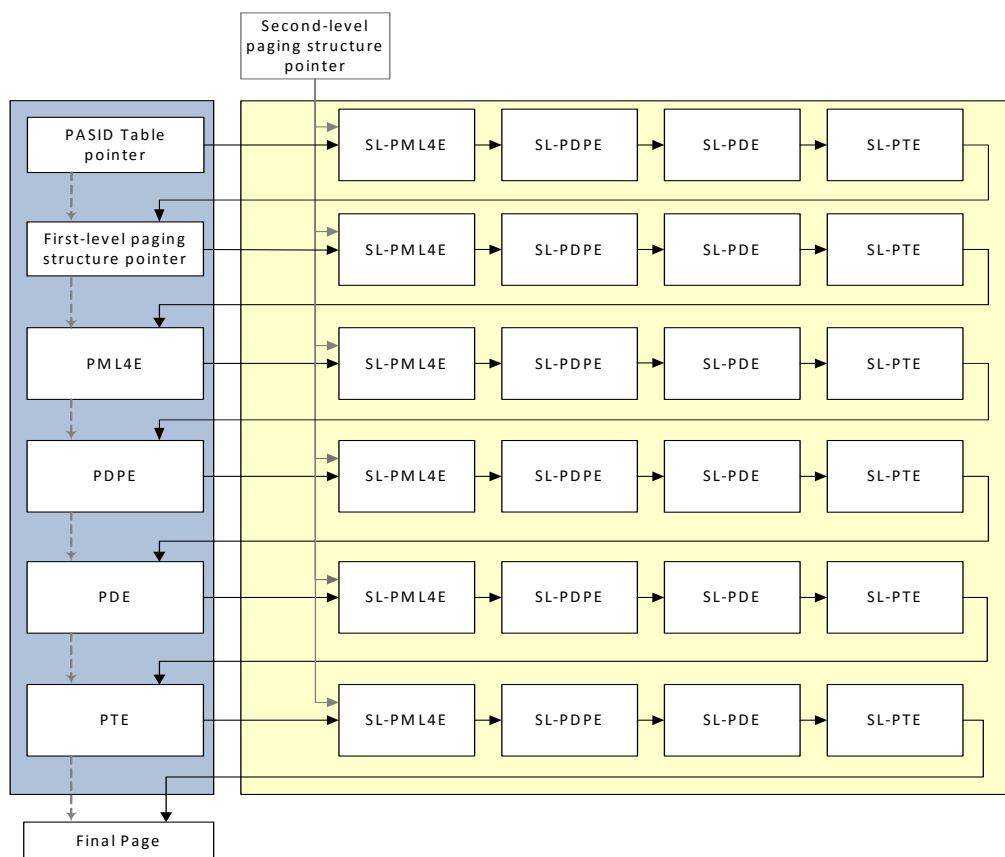 Second-level
paging structure
pointer
PASID Table
pointer
SL-PML4E
SL-PDPE
SL-PDE
SL-PTE
First-level paging
structure pointer
SL-PML4E
SL-PDPE
SL-PDE
SL-PTE
PML4E
SL-PML4E
SL-PDPE
SL-PDE
SL-PTE
PDPE
SL-PML4E
SL-PDPE
SL-PDE
SL-PTE
PDE
SL-PML4E
SL-PDPE
SL-PDE
SL-PTE
PTE
SL-PML4E
SL-PDPE
SL-PDE
SL-PTE
Final Page